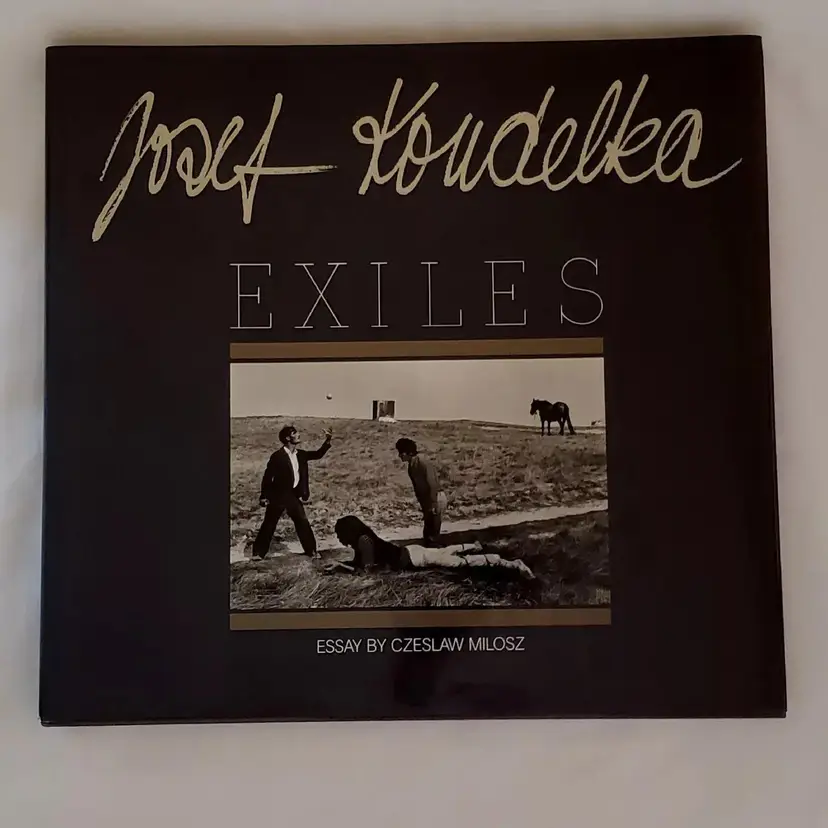 Josef Koudelka
EXILES
ESSAY BY CZESLAW MILOSZ